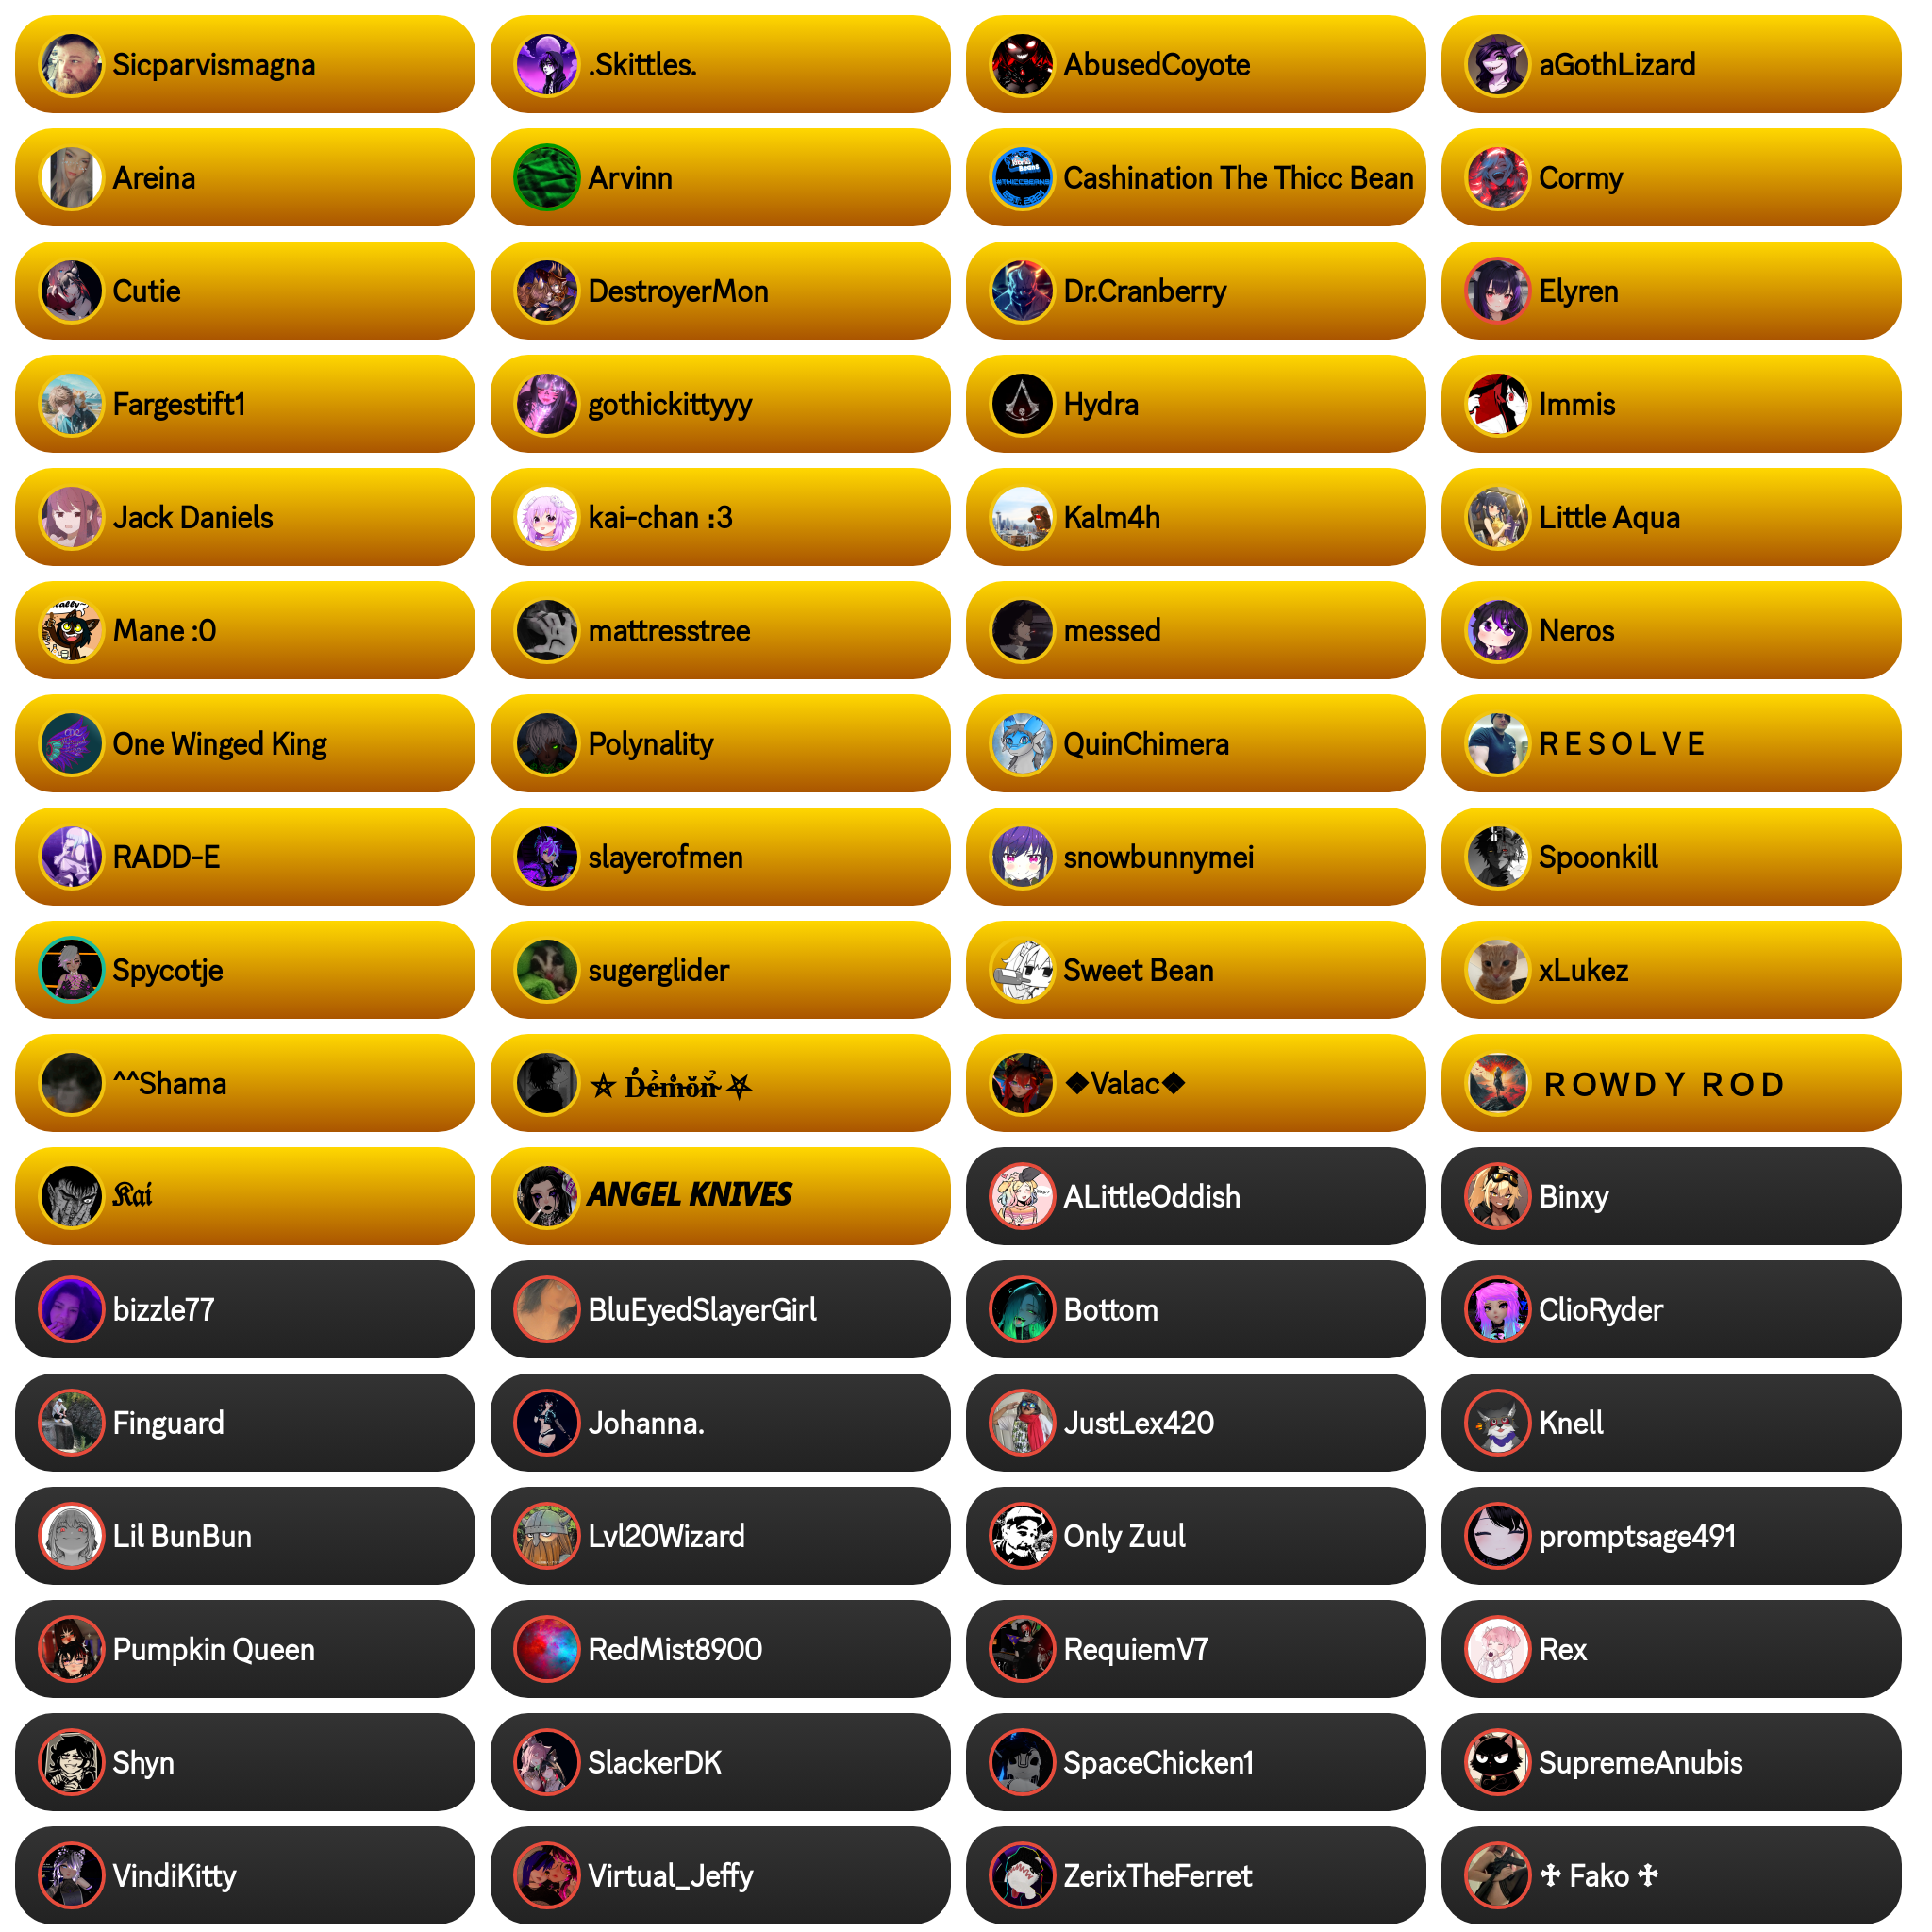 Sicparvismagna
.Skittles.
AbusedCoyote
aGothLizard
Areina
Arvinn
Cashination The Thicc Bean
Cormy
Cutie
DestroyerMon
Dr.Cranberry
Elyren
Fargestift1
gothickittyyy
Hydra
Immis
Jack Daniels
kai-chan :3
Kalm4h
Little Aqua
Mane :0
mattresstree
messed
Neros
One Winged King
Polynality
QuinChimera
R E S O L V E
RADD-E
slayerofmen
snowbunnymei
Spoonkill
Spycotje
sugerglider
Sweet Bean
xLukez
^^Shama
⛤ D̴è̴m̴o̴n̴ ⛧
❖Valac❖
ＲＯＷＤＹ ＲＯＤ
𝕶𝖆𝖎
𝘼𝙉𝙂𝙀𝙇 𝙆𝙉𝙄𝙑𝙀𝙎
ALittleOddish
Binxy
bizzle77
BluEyedSlayerGirl
Bottom
ClioRyder
Finguard
Johanna.
JustLex420
Knell
Lil BunBun
Lvl20Wizard
Only Zuul
promptsage491
Pumpkin Queen
RedMist8900
RequiemV7
Rex
Shyn
SlackerDK
SpaceChicken1
SupremeAnubis
VindiKitty
Virtual_Jeffy
ZerixTheFerret
♱ Fako ♱